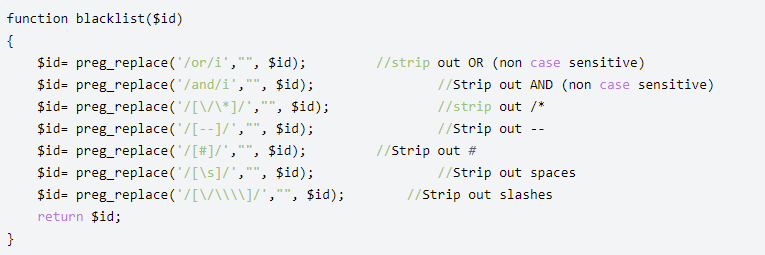 function blacklist($id)
{
    $id= preg_replace('/or/i',"", $id);         //strip out OR (non case sensitive)
    $id= preg_replace('/and/i',"", $id);                //Strip out AND (non case sensitive)
    $id= preg_replace('/[\/\*]/',"", $id);              //strip out /*
    $id= preg_replace('/[--]/',"", $id);                //Strip out --
    $id= preg_replace('/[#]/',"", $id);         //Strip out #
    $id= preg_replace('/[\s]/',"", $id);                //Strip out spaces
    $id= preg_replace('/[\/\\\\]/',"", $id);        //Strip out slashes
    return $id;
}